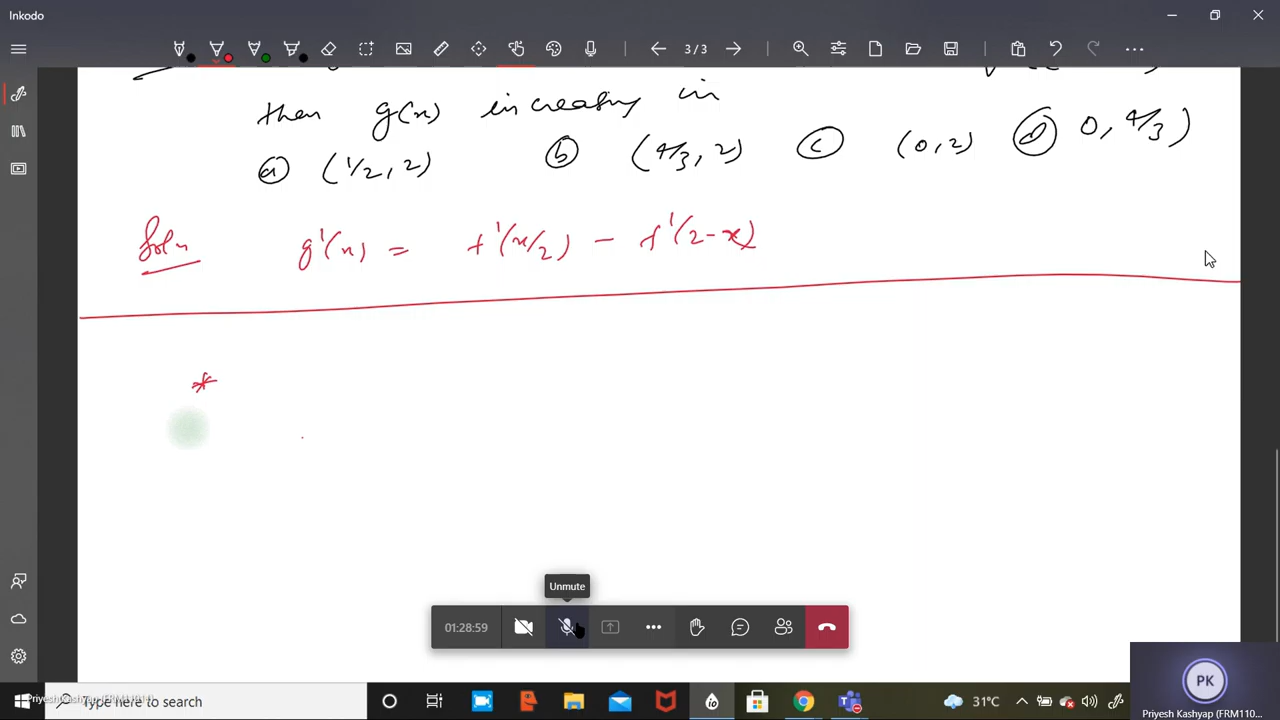 Inkodo
3/3
then g(x) increasing in
ⓐ (1/2, 2) ⓑ (4/3, 2) ⓒ (0, 2) ⓓ 0, 4/3)
Soln g'(x) = f'(x/2) - f'(2-x)
*
Unmute
01:28:59
PK
Type here to search
31°C
Priyesh Kashyap (FRM1101...